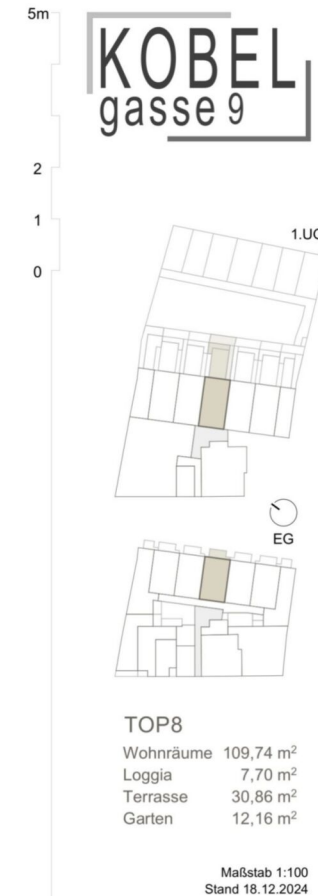 5m
KOBEL
gasse 9
2
1
0
1.UG
EG
TOP8
Wohnräume 109,74 m²
Loggia 7,70 m²
Terrasse 30,86 m²
Garten 12,16 m²
Maßstab 1:100
Stand 18.12.2024